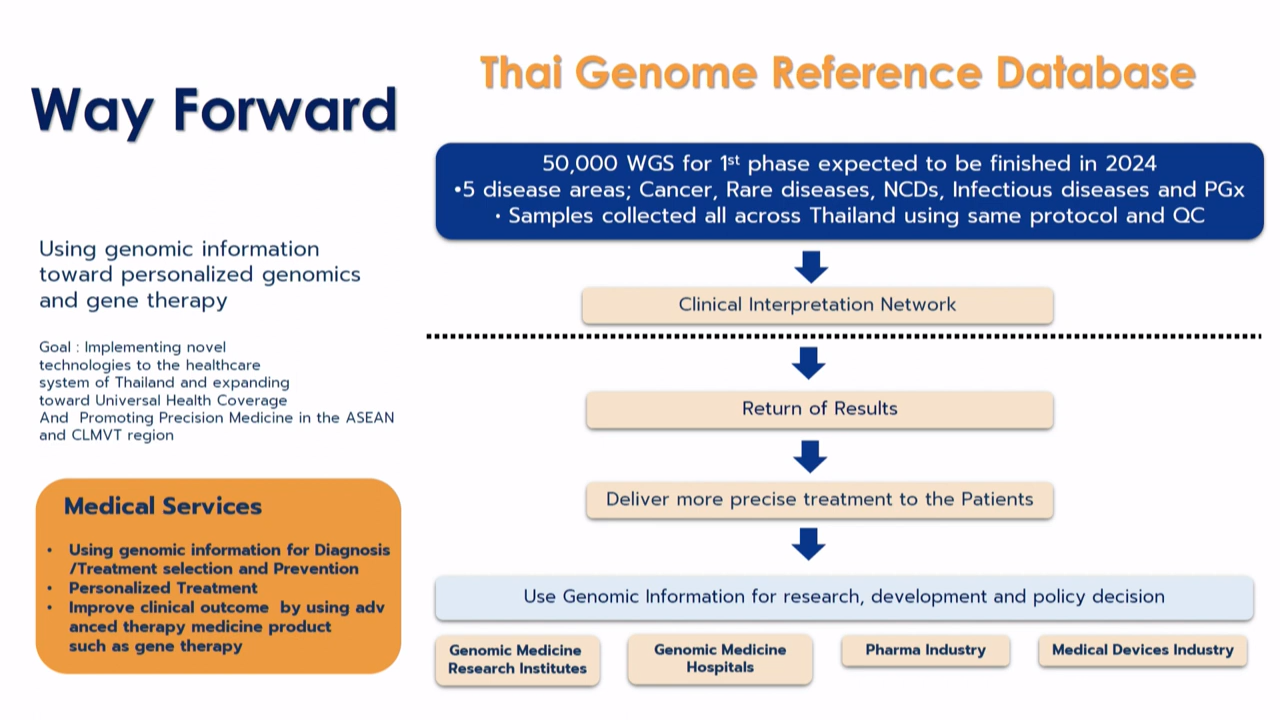 Way Forward
Using genomic information
toward personalized genomics
and gene therapy
Goal : Implementing novel
technologies to the healthcare
system of Thailand and expanding
toward Universal Health Coverage
And  Promoting Precision Medicine in the ASEAN
and CLMVT region
Medical Services
• Using genomic information for Diagnosis
/Treatment selection and Prevention
• Personalized Treatment
• Improve clinical outcome  by using adv
anced therapy medicine product
such as gene therapy
Thai Genome Reference Database
50,000 WGS for 1st phase expected to be finished in 2024
•5 disease areas; Cancer, Rare diseases, NCDs, Infectious diseases and PGx
• Samples collected all across Thailand using same protocol and QC
Clinical Interpretation Network
Return of Results
Deliver more precise treatment to the Patients
Use Genomic Information for research, development and policy decision
Genomic Medicine
Research Institutes
Genomic Medicine
Hospitals
Pharma Industry
Medical Devices Industry